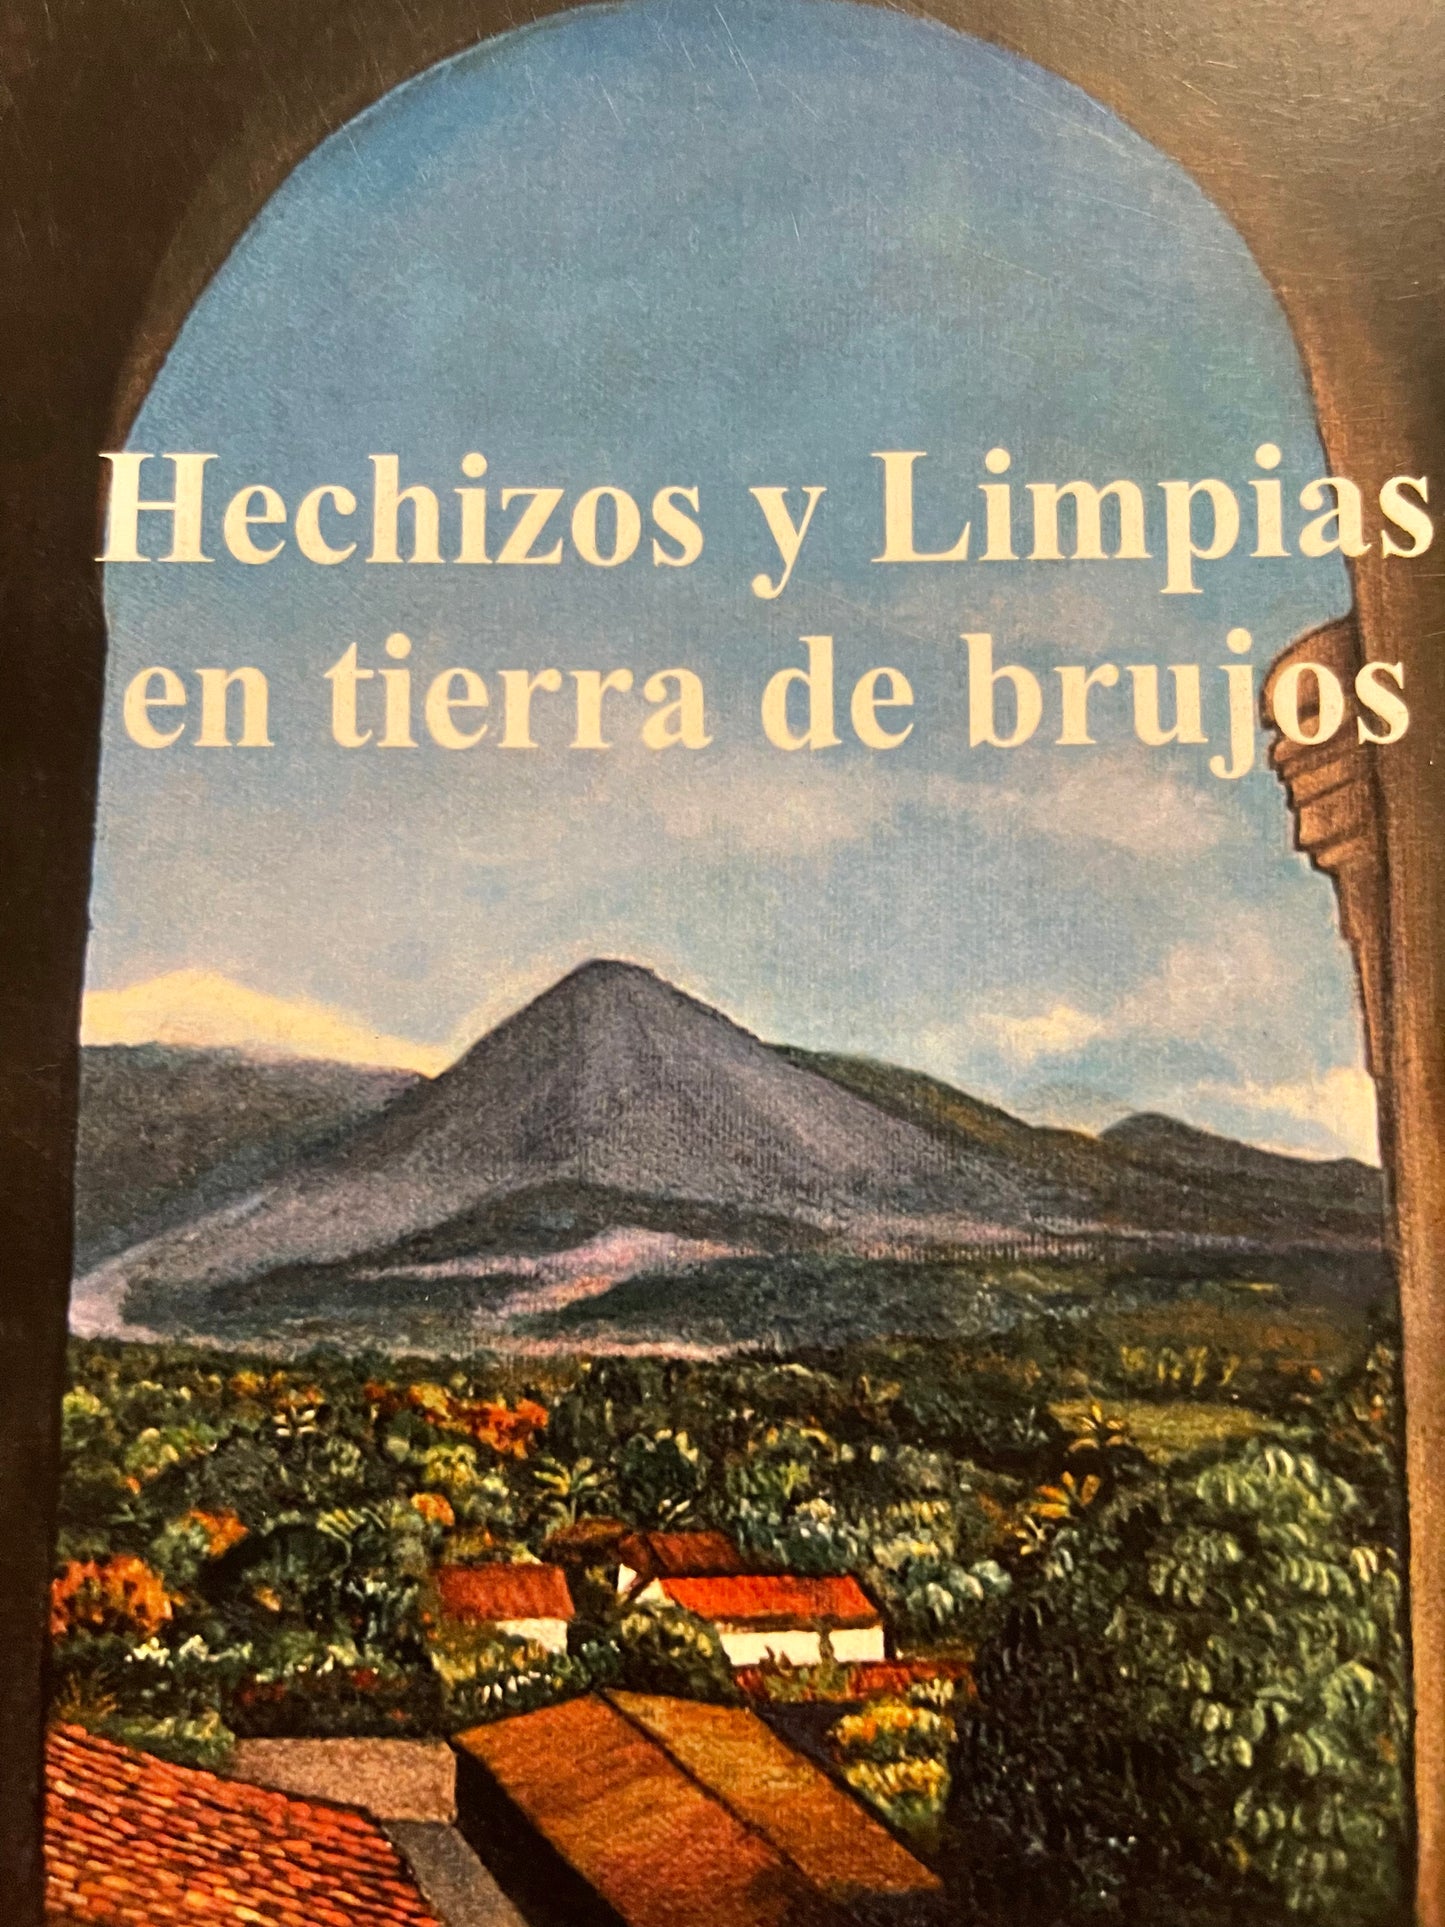 Hechizos y Limpias
en tierra de brujos